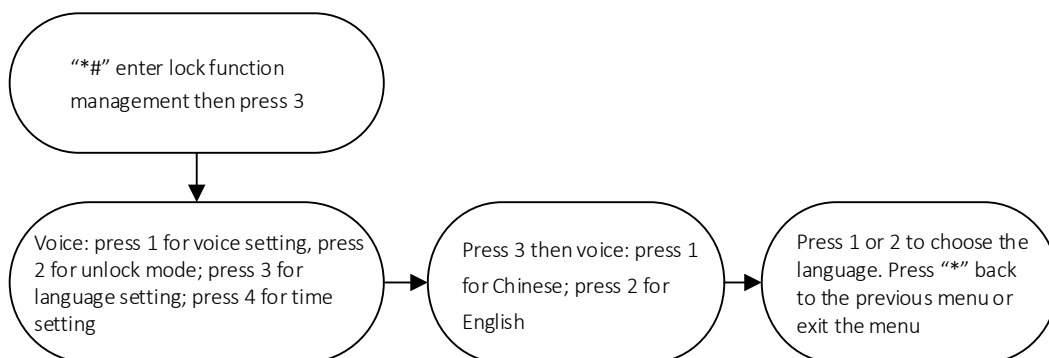 “*#” enter lock function
management then press 3
Voice: press 1 for voice setting, press
2 for unlock mode; press 3 for
language setting; press 4 for time
setting
Press 3 then voice: press 1
for Chinese; press 2 for
English
Press 1 or 2 to choose the
language. Press “*” back
to the previous menu or
exit the menu